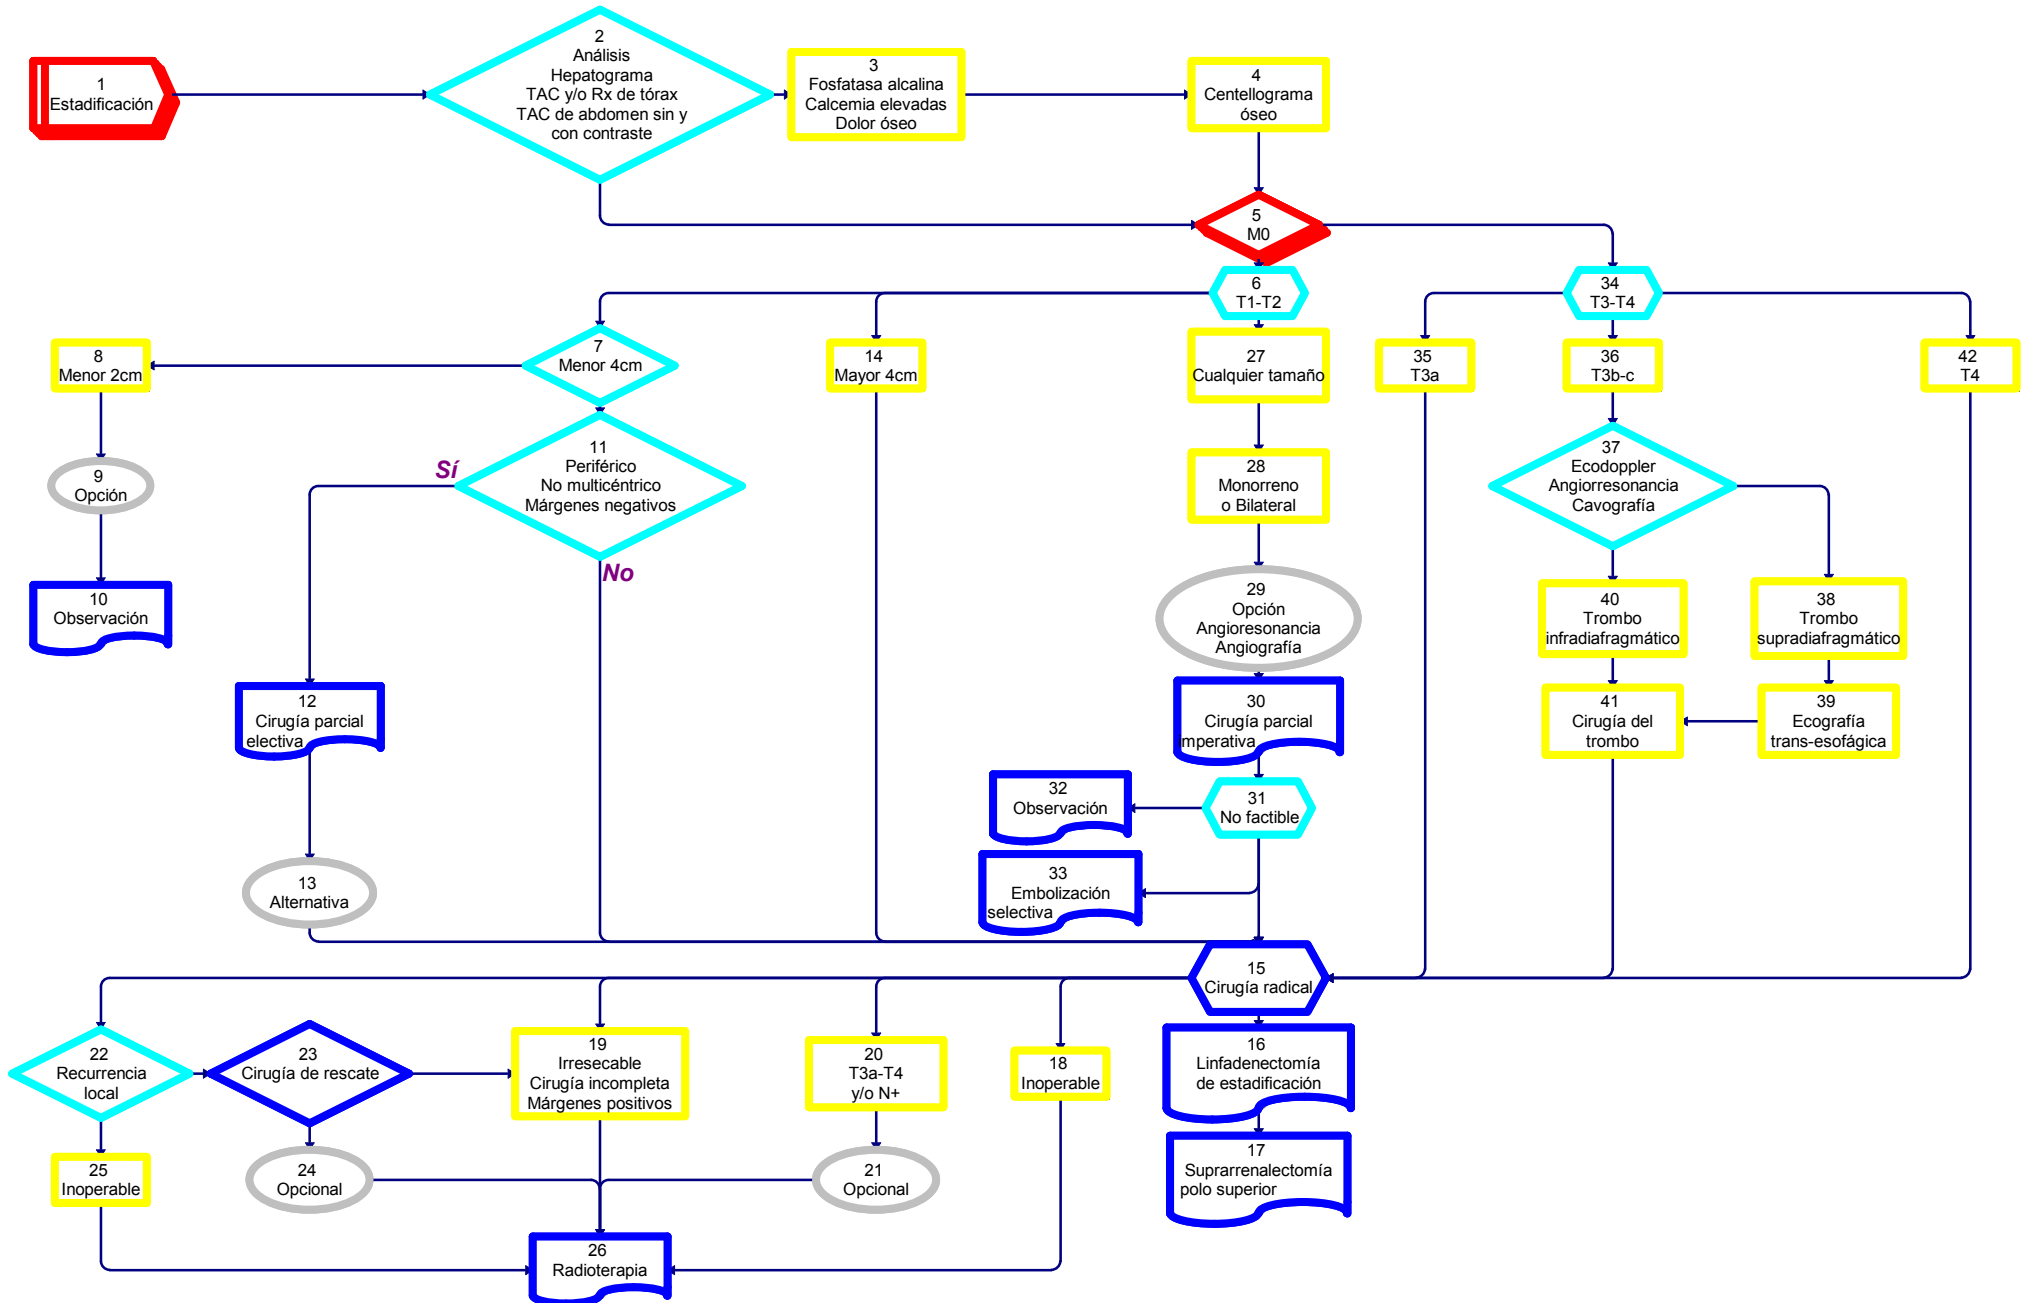 1
Estadificación
2
Análisis
Hepatograma
TAC y/o Rx de tórax
TAC de abdomen sin y
con contraste
3
Fosfatasa alcalina
Calcemia elevadas
Dolor óseo
4
Centellograma
óseo
5
M0
6
T1-T2
34
T3-T4
7
Menor 4cm
8
Menor 2cm
9
Opción
10
Observación
11
Periférico
No multicéntrico
Márgenes negativos
Sí
No
12
Cirugía parcial
electiva
13
Alternativa
14
Mayor 4cm
27
Cualquier tamaño
28
Monorreno
o Bilateral
29
Opción
Angioresonancia
Angiografía
30
Cirugía parcial
mperativa
31
No factible
32
Observación
33
Embolización
selectiva
35
T3a
36
T3b-c
42
T4
37
Ecodoppler
Angiorresonancia
Cavografía
40
Trombo
infradiafragmático
38
Trombo
supradiafragmático
41
Cirugía del
trombo
39
Ecografía
trans-esofágica
15
Cirugía radical
16
Linfadenectomía
de estadificación
17
Suprarrenalectomía
polo superior
18
Inoperable
19
Irresecable
Cirugía incompleta
Márgenes positivos
20
T3a-T4
y/o N+
21
Opcional
22
Recurrencia
local
23
Cirugía de rescate
24
Opcional
25
Inoperable
26
Radioterapia